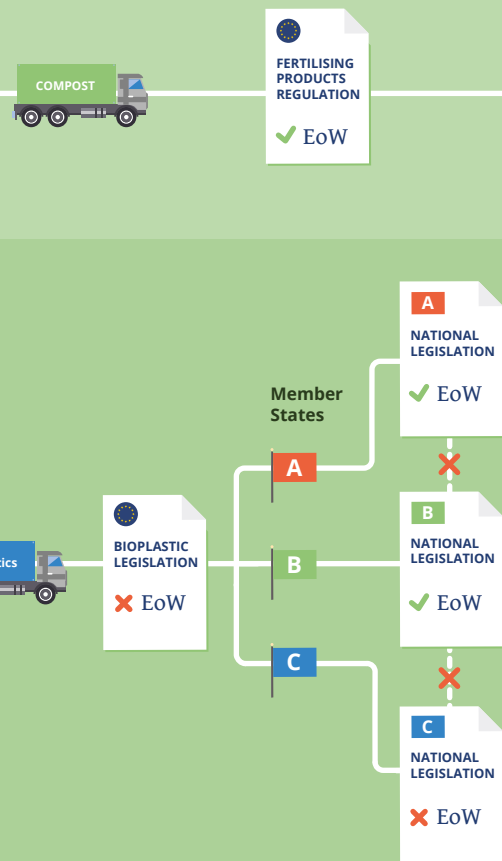 COMPOST
FERTILISING
PRODUCTS
REGULATION
EoW
A
NATIONAL
LEGISLATION
EoW
Member
States
A
B
NATIONAL
LEGISLATION
EoW
BIOPLASTIC
LEGISLATION
EoW
B
tics
C
C
NATIONAL
LEGISLATION
EoW